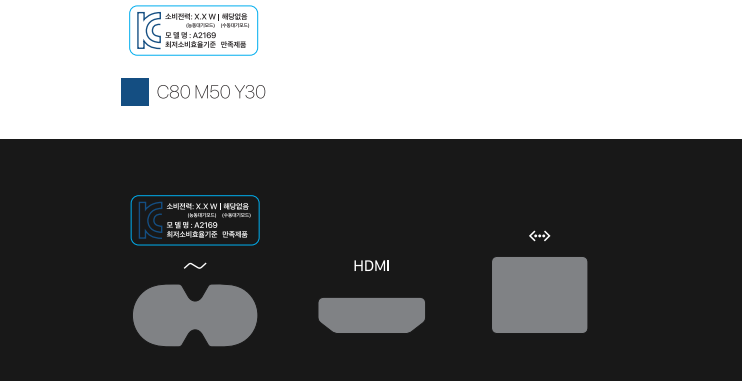 소비전력: X.X W | 해당없음
(능동대기모드) (수동대기모드)
모 델 명 : A2169
최저소비효율기준 만족제품
C80 M50 Y30
소비전력: X.X W | 해당없음
(능동대기모드) (수동대기모드)
모 델 명 : A2169
최저소비효율기준 만족제품
HDMI